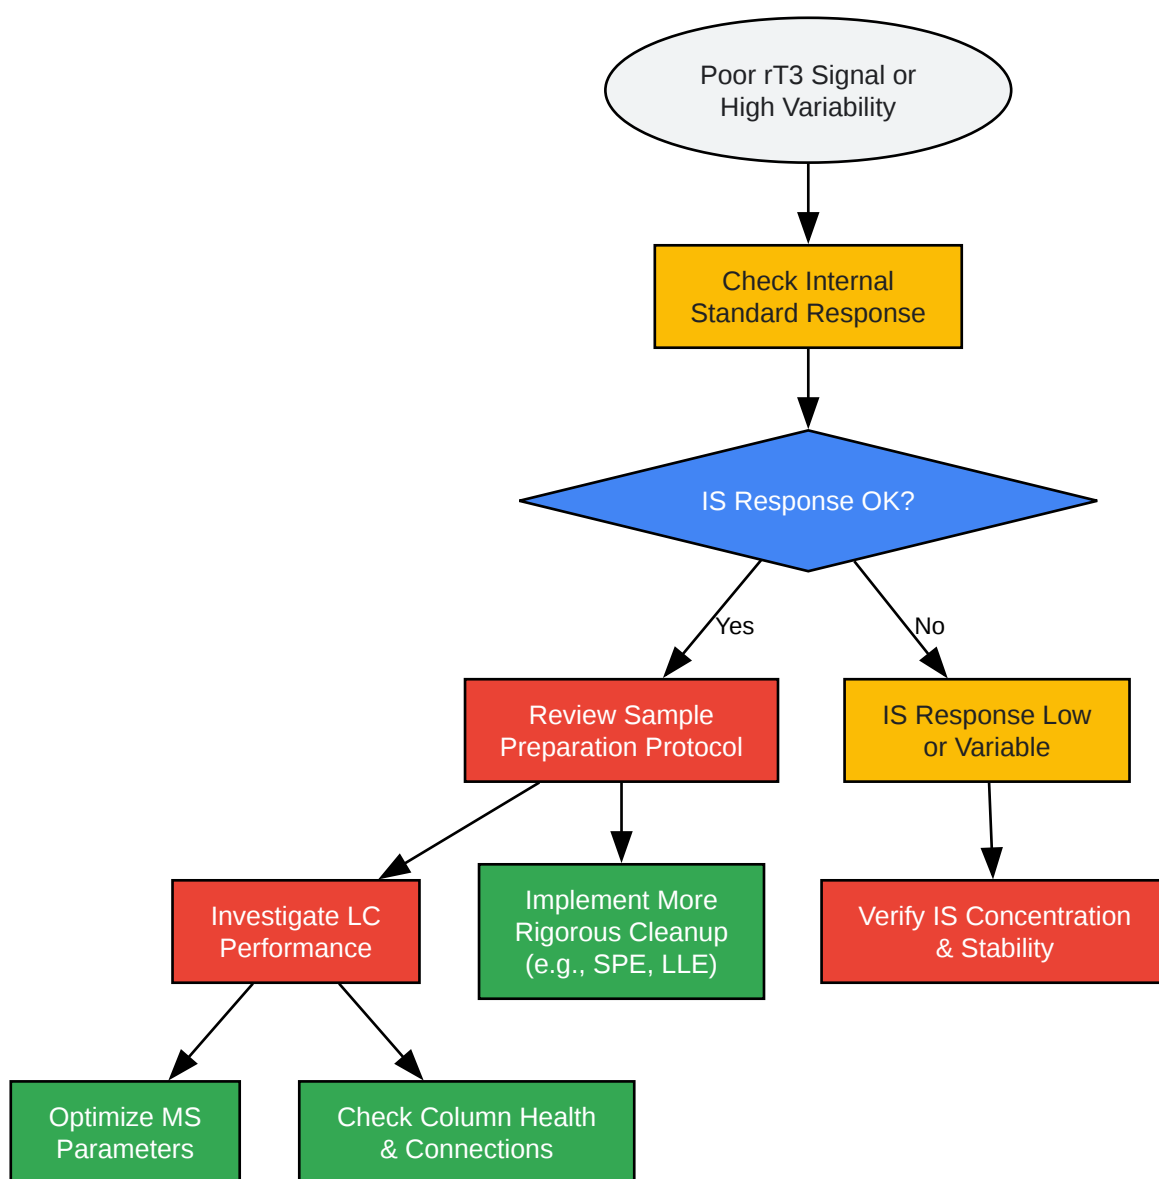 Poor rT3 Signal or
High Variability
Check Internal
Standard Response
IS Response OK?
Yes
No
Review Sample
Preparation Protocol
IS Response Low
or Variable
Investigate LC
Performance
Implement More
Rigorous Cleanup
(e.g., SPE, LLE)
Verify IS Concentration
& Stability
Optimize MS
Parameters
Check Column Health
& Connections